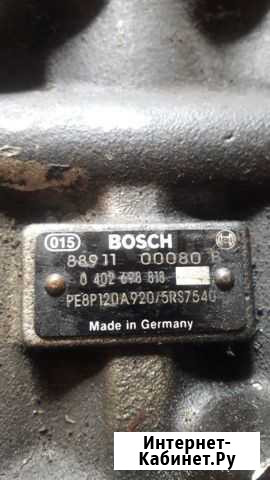 015 BOSCH
88911 00080 B
0 402 698 818
PE8P120A920/5RS7540
Made in Germany
Интернет-
Кабинет.Ру